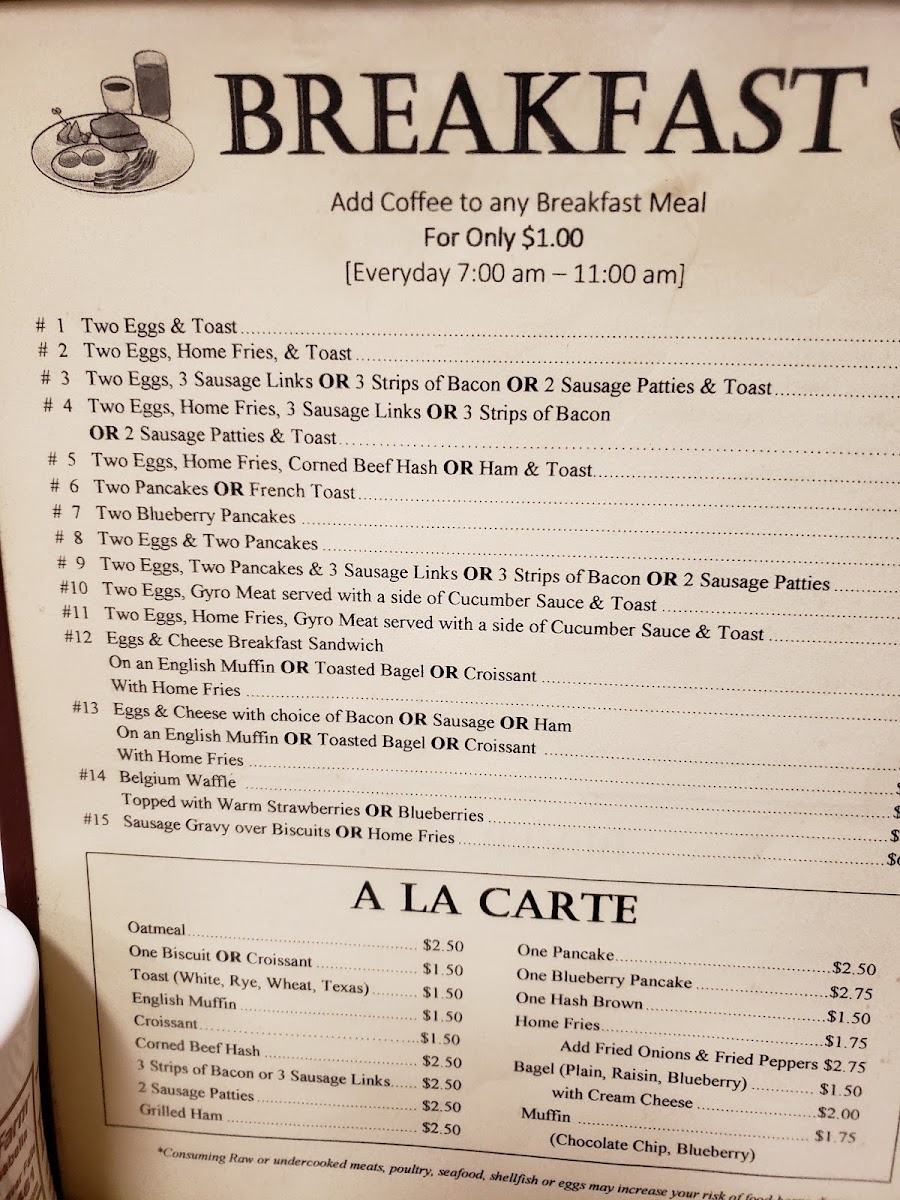 BREAKFAST
Add Coffee to any Breakfast Meal
For Only $1.00
[Everyday 7:00 am – 11:00 am]
# 1 Two Eggs & Toast
# 2 Two Eggs, Home Fries, & Toast
# 3 Two Eggs, 3 Sausage Links OR 3 Strips of Bacon OR 2 Sausage Patties & Toast
# 4 Two Eggs, Home Fries, 3 Sausage Links OR 3 Strips of Bacon
OR 2 Sausage Patties & Toast
# 5 Two Eggs, Home Fries, Corned Beef Hash OR Ham & Toast
# 6 Two Pancakes OR French Toast
# 7 Two Blueberry Pancakes
# 8 Two Eggs & Two Pancakes
# 9 Two Eggs, Two Pancakes & 3 Sausage Links OR 3 Strips of Bacon OR 2 Sausage Patties
#10 Two Eggs, Gyro Meat served with a side of Cucumber Sauce & Toast
#11 Two Eggs, Home Fries, Gyro Meat served with a side of Cucumber Sauce & Toast
#12 Eggs & Cheese Breakfast Sandwich
On an English Muffin OR Toasted Bagel OR Croissant
With Home Fries
#13 Eggs & Cheese with choice of Bacon OR Sausage OR Ham
On an English Muffin OR Toasted Bagel OR Croissant
With Home Fries
#14 Belgium Waffle
Topped with Warm Strawberries OR Blueberries
#15 Sausage Gravy over Biscuits OR Home Fries
A LA CARTE
Oatmeal $2.50
One Biscuit OR Croissant $1.50
Toast (White, Rye, Wheat, Texas) $1.50
English Muffin $1.50
Croissant $1.50
Corned Beef Hash $2.50
3 Strips of Bacon or 3 Sausage Links $2.50
2 Sausage Patties $2.50
Grilled Ham $2.50
One Pancake $2.50
One Blueberry Pancake $2.75
One Hash Brown $1.50
Home Fries $1.75
Add Fried Onions & Fried Peppers $2.75
Bagel (Plain, Raisin, Blueberry) $1.50
with Cream Cheese $2.00
Muffin $1.75
(Chocolate Chip, Blueberry)
*Consuming Raw or undercooked meats, poultry, seafood, shellfish or eggs may increase your risk of food